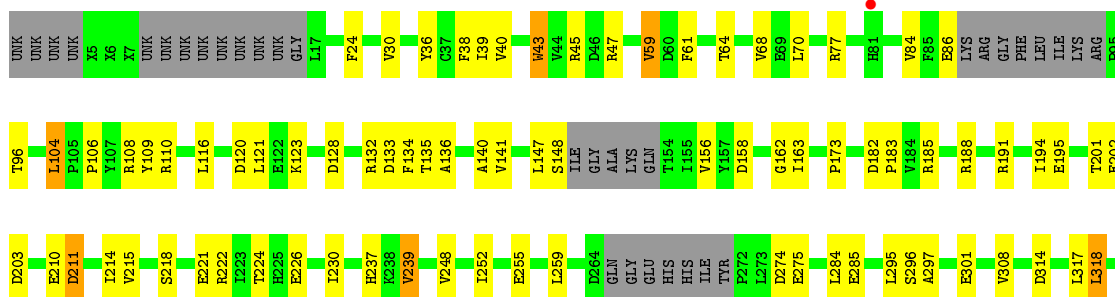 UNK UNK UNK UNK X5 X6 X7 UNK UNK UNK UNK UNK UNK UNK UNK GLY L17 F24 V30 Y36 C37 F38 I39 V40 W43 V44 R45 D46 R47 V59 D60 F61 T64 V68 E69 L70 R77 H81 V84 F85 E86 LYS ARG GLY PHE LEU ILE LYS ARG P95
T96 L104 P105 P106 Y107 R108 Y109 R110 L116 D120 L121 E122 K123 D128 R132 D133 F134 T135 A136 A140 V141 L147 S148 ILE GLY ALA LYS GLN T154 I155 V156 Y157 D158 G162 I163 P173 D182 P183 V184 R185 R188 R191 I194 E195 T201 E202
D203 E210 D211 I214 V215 S218 E221 R222 I223 T224 H225 E226 I230 H237 K238 V239 V248 I252 E255 L259 D264 GLN GLY GLU HIS HIS ILE TYR P272 L273 D274 E275 L284 E285 L295 S296 A297 E301 V308 D314 L317 L318